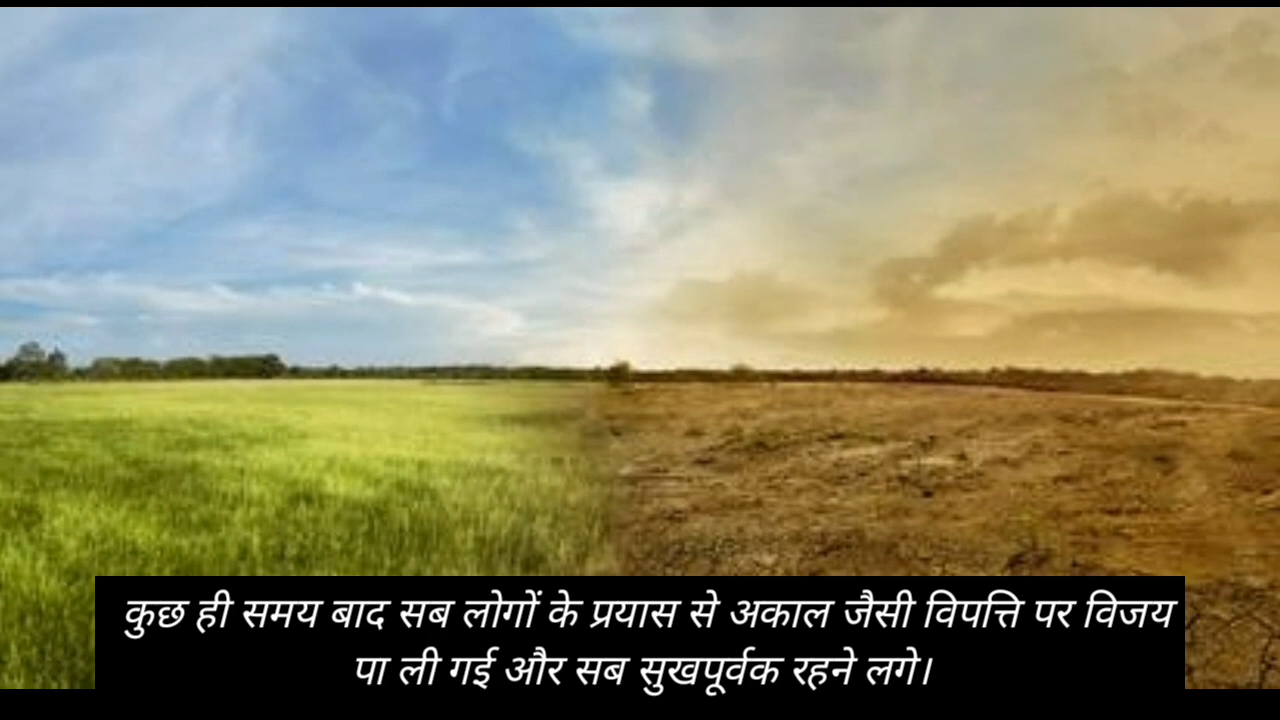 कुछ ही समय बाद सब लोगों के प्रयास से अकाल जैसी विपत्ति पर विजय
पा ली गई और सब सुखपूर्वक रहने लगे।